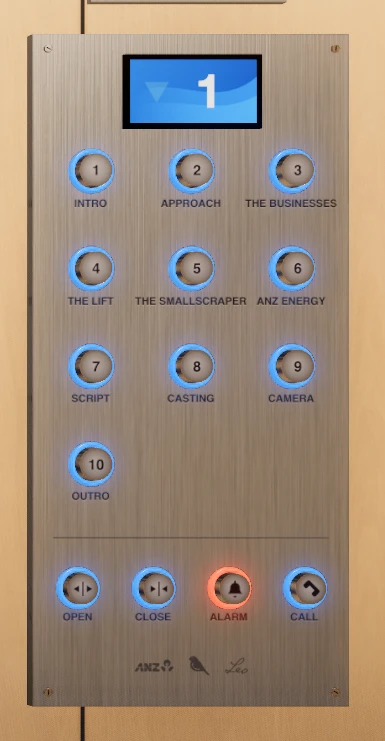 1
1 2 3
INTRO APPROACH THE BUSINESSES
4 5 6
THE LIFT THE SMALLSCRAPER ANZ ENERGY
7 8 9
SCRIPT CASTING CAMERA
10
OUTRO
OPEN CLOSE ALARM CALL
ANZ Leo